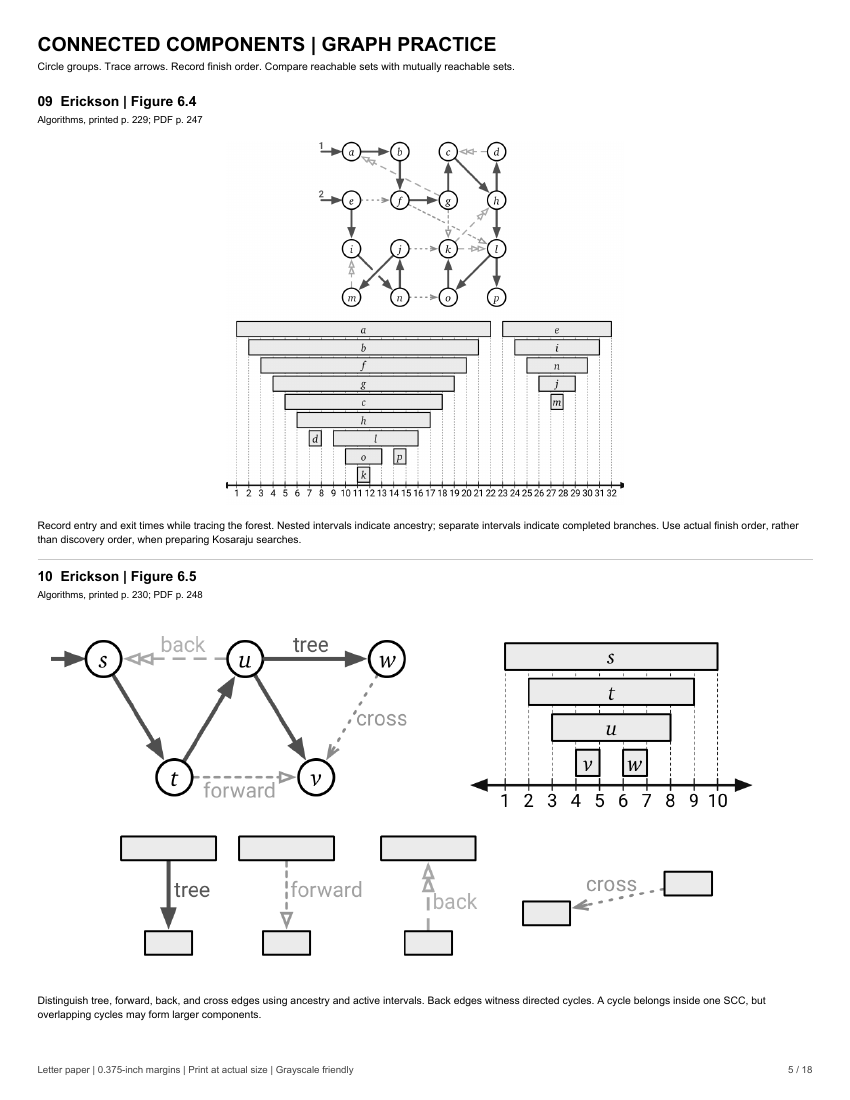 CONNECTED COMPONENTS | GRAPH PRACTICE
Circle groups. Trace arrows. Record finish order. Compare reachable sets with mutually reachable sets.
09 Erickson | Figure 6.4
Algorithms, printed p. 229; PDF p. 247
1 a b c d
2 e f g h
i j k l
m n o p
a e
b i
f n
g j
c m
h
d l
o p
k
1 2 3 4 5 6 7 8 9 10 11 12 13 14 15 16 17 18 19 20 21 22 23 24 25 26 27 28 29 30 31 32
Record entry and exit times while tracing the forest. Nested intervals indicate ancestry; separate intervals indicate completed branches. Use actual finish order, rather
than discovery order, when preparing Kosaraju searches.
10 Erickson | Figure 6.5
Algorithms, printed p. 230; PDF p. 248
back tree
s u w
cross
t v
forward
s
t
u
v w
1 2 3 4 5 6 7 8 9 10
tree forward back cross
Distinguish tree, forward, back, and cross edges using ancestry and active intervals. Back edges witness directed cycles. A cycle belongs inside one SCC, but
overlapping cycles may form larger components.
Letter paper | 0.375-inch margins | Print at actual size | Grayscale friendly
5 / 18